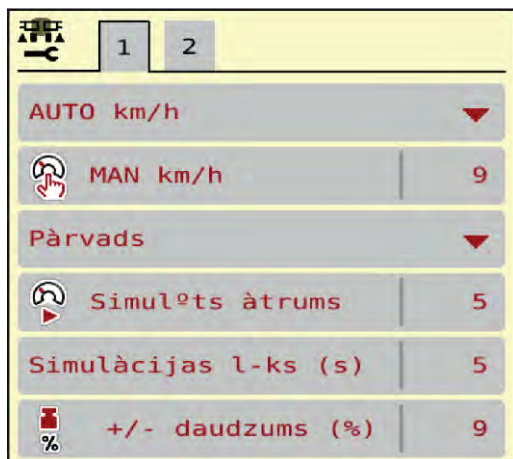 1 2
AUTO km/h
MAN km/h 9
Pàrvads
Simulºts àtrums 5
Simulàcijas l-ks (s) 5
% +/- daudzums (%) 9